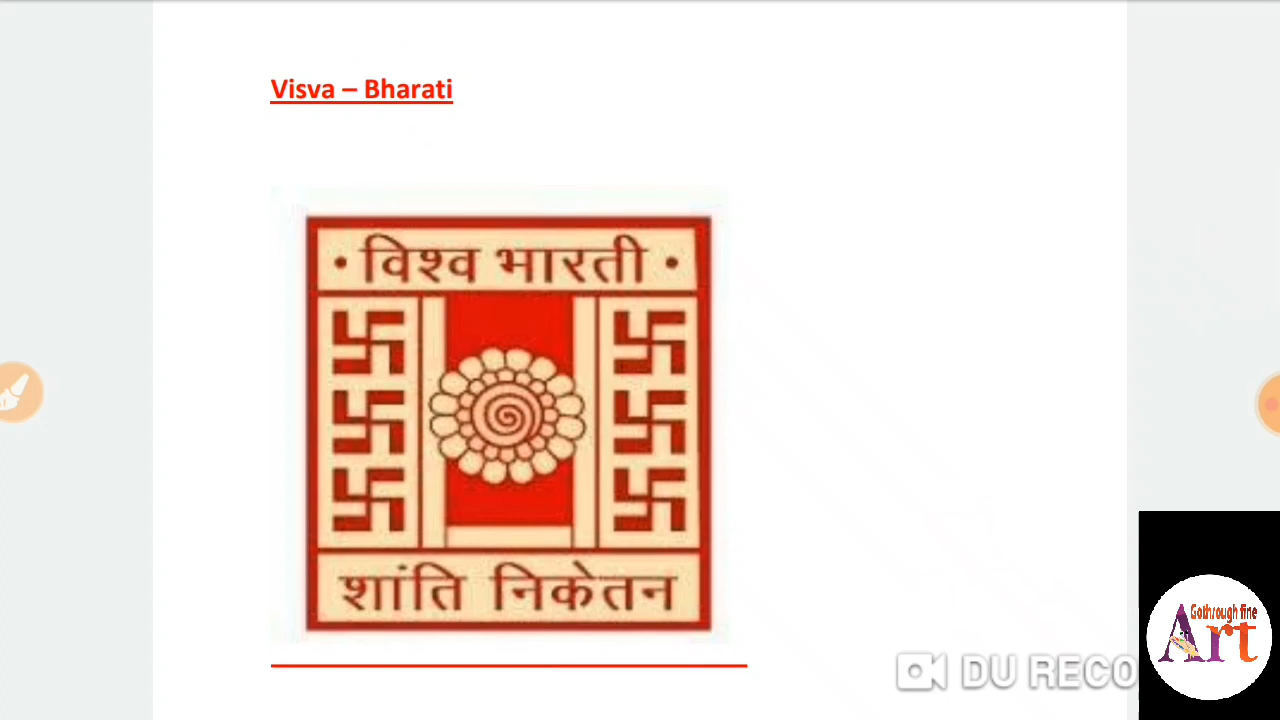 Visva – Bharati
• विश्व भारती •
शांति निकेतन
Gothrough fine
Art
DU RECO